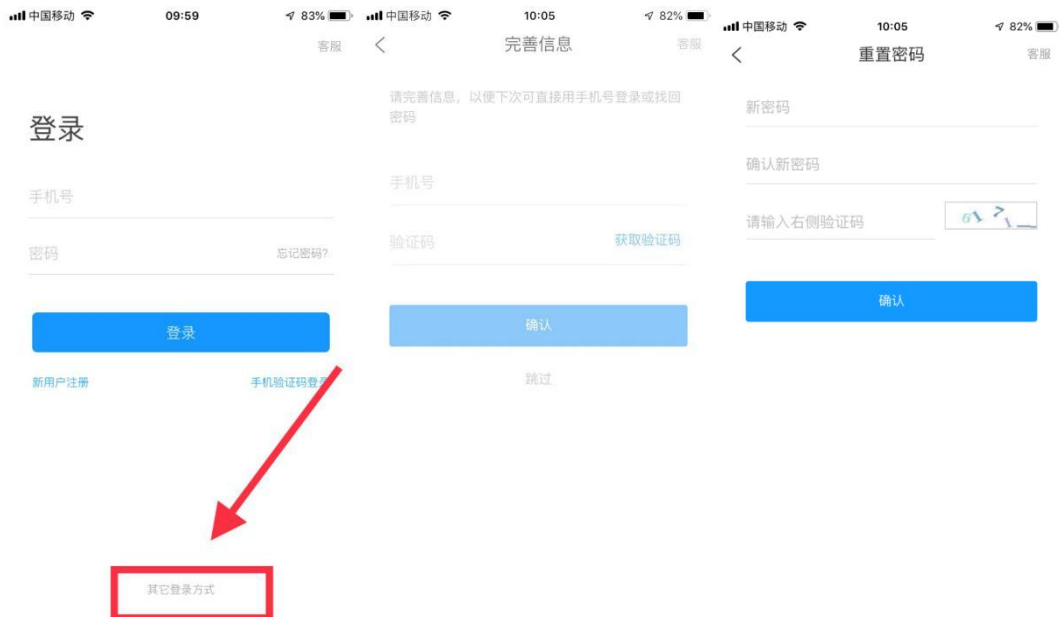 中国移动
09:59
83%
客服
登录
手机号
密码
忘记密码?
登录
新用户注册
手机验证码登录
其它登录方式
中国移动
10:05
82%
完善信息
客服
请完善信息，以便下次可直接用手机号登录或找回
密码
手机号
验证码
获取验证码
确认
跳过
中国移动
10:05
82%
重置密码
客服
新密码
确认新密码
请输入右侧验证码
确认